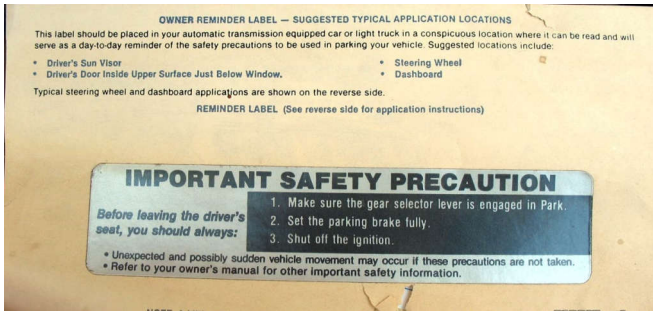 OWNER REMINDER LABEL — SUGGESTED TYPICAL APPLICATION LOCATIONS
This label should be placed in your automatic transmission equipped car or light truck in a conspicuous location where it can be read and will
serve as a day-to-day reminder of the safety precautions to be used in parking your vehicle. Suggested locations include:
• Driver's Sun Visor
• Driver's Door Inside Upper Surface Just Below Window.
• Steering Wheel
• Dashboard
Typical steering wheel and dashboard applications are shown on the reverse side.
REMINDER LABEL (See reverse side for application instructions)
IMPORTANT SAFETY PRECAUTION
Before leaving the driver's
seat, you should always:
1. Make sure the gear selector lever is engaged in Park.
2. Set the parking brake fully.
3. Shut off the ignition.
• Unexpected and possibly sudden vehicle movement may occur if these precautions are not taken.
• Refer to your owner's manual for other important safety information.